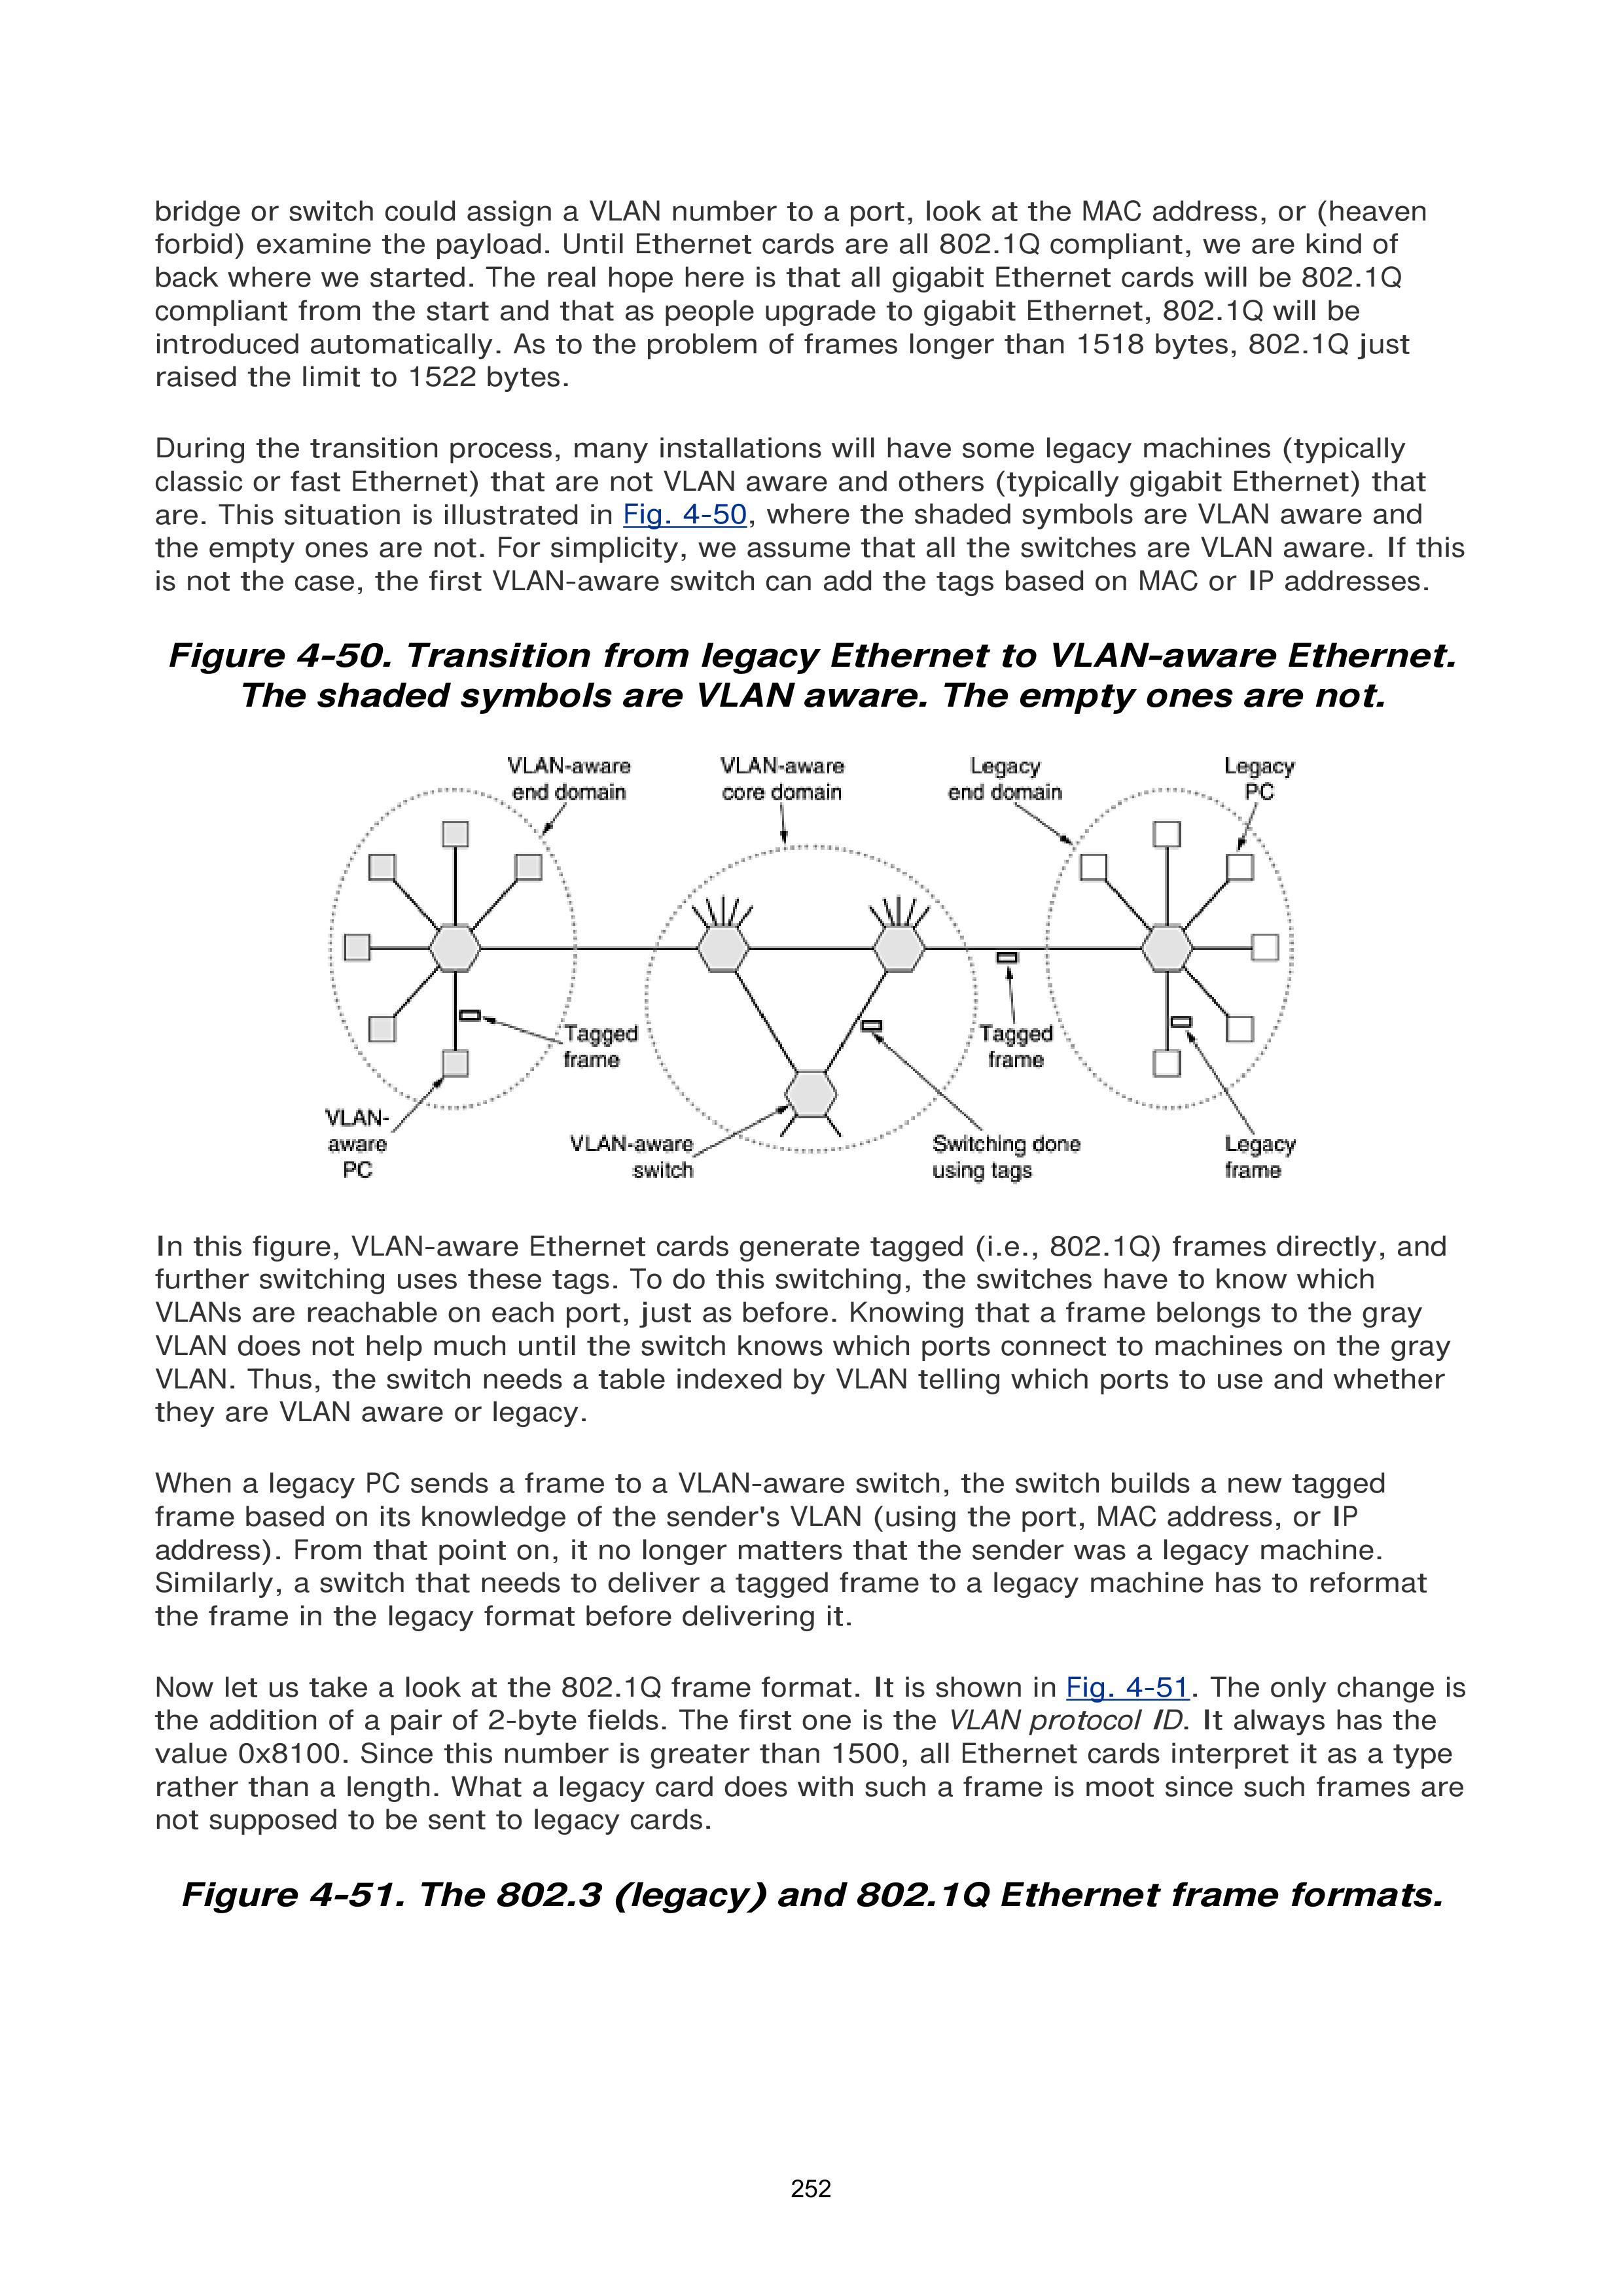 bridge or switch could assign a VLAN number to a port, look at the MAC address, or (heaven
forbid) examine the payload. Until Ethernet cards are all 802.1Q compliant, we are kind of
back where we started. The real hope here is that all gigabit Ethernet cards will be 802.1Q
compliant from the start and that as people upgrade to gigabit Ethernet, 802.1Q will be
introduced automatically. As to the problem of frames longer than 1518 bytes, 802.1Q just
raised the limit to 1522 bytes.
During the transition process, many installations will have some legacy machines (typically
classic or fast Ethernet) that are not VLAN aware and others (typically gigabit Ethernet) that
are. This situation is illustrated in Fig. 4-50, where the shaded symbols are VLAN aware and
the empty ones are not. For simplicity, we assume that all the switches are VLAN aware. If this
is not the case, the first VLAN-aware switch can add the tags based on MAC or IP addresses.
Figure 4-50. Transition from legacy Ethernet to VLAN-aware Ethernet.
The shaded symbols are VLAN aware. The empty ones are not.
VLAN-aware
end domain
VLAN-aware
core domain
Legacy
end domain
Legacy
PC
Tagged
frame
Tagged
frame
VLAN-
aware
PC
VLAN-aware
switch
Switching done
using tags
Legacy
frame
In this figure, VLAN-aware Ethernet cards generate tagged (i.e., 802.1Q) frames directly, and
further switching uses these tags. To do this switching, the switches have to know which
VLANs are reachable on each port, just as before. Knowing that a frame belongs to the gray
VLAN does not help much until the switch knows which ports connect to machines on the gray
VLAN. Thus, the switch needs a table indexed by VLAN telling which ports to use and whether
they are VLAN aware or legacy.
When a legacy PC sends a frame to a VLAN-aware switch, the switch builds a new tagged
frame based on its knowledge of the sender's VLAN (using the port, MAC address, or IP
address). From that point on, it no longer matters that the sender was a legacy machine.
Similarly, a switch that needs to deliver a tagged frame to a legacy machine has to reformat
the frame in the legacy format before delivering it.
Now let us take a look at the 802.1Q frame format. It is shown in Fig. 4-51. The only change is
the addition of a pair of 2-byte fields. The first one is the VLAN protocol ID. It always has the
value 0x8100. Since this number is greater than 1500, all Ethernet cards interpret it as a type
rather than a length. What a legacy card does with such a frame is moot since such frames are
not supposed to be sent to legacy cards.
Figure 4-51. The 802.3 (legacy) and 802.1Q Ethernet frame formats.
252